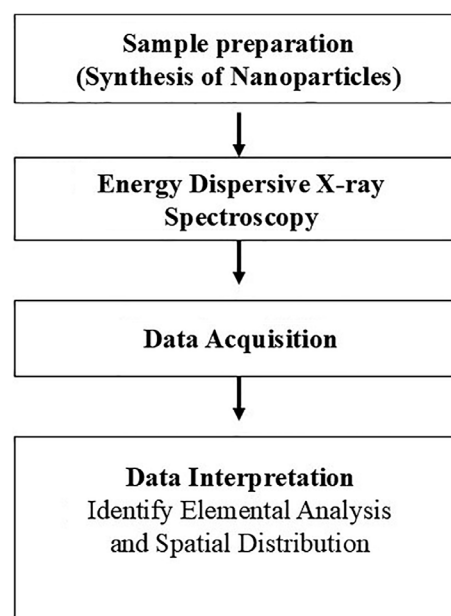 Sample preparation
(Synthesis of Nanoparticles)
Energy Dispersive X-ray
Spectroscopy
Data Acquisition
Data Interpretation
Identify Elemental Analysis
and Spatial Distribution